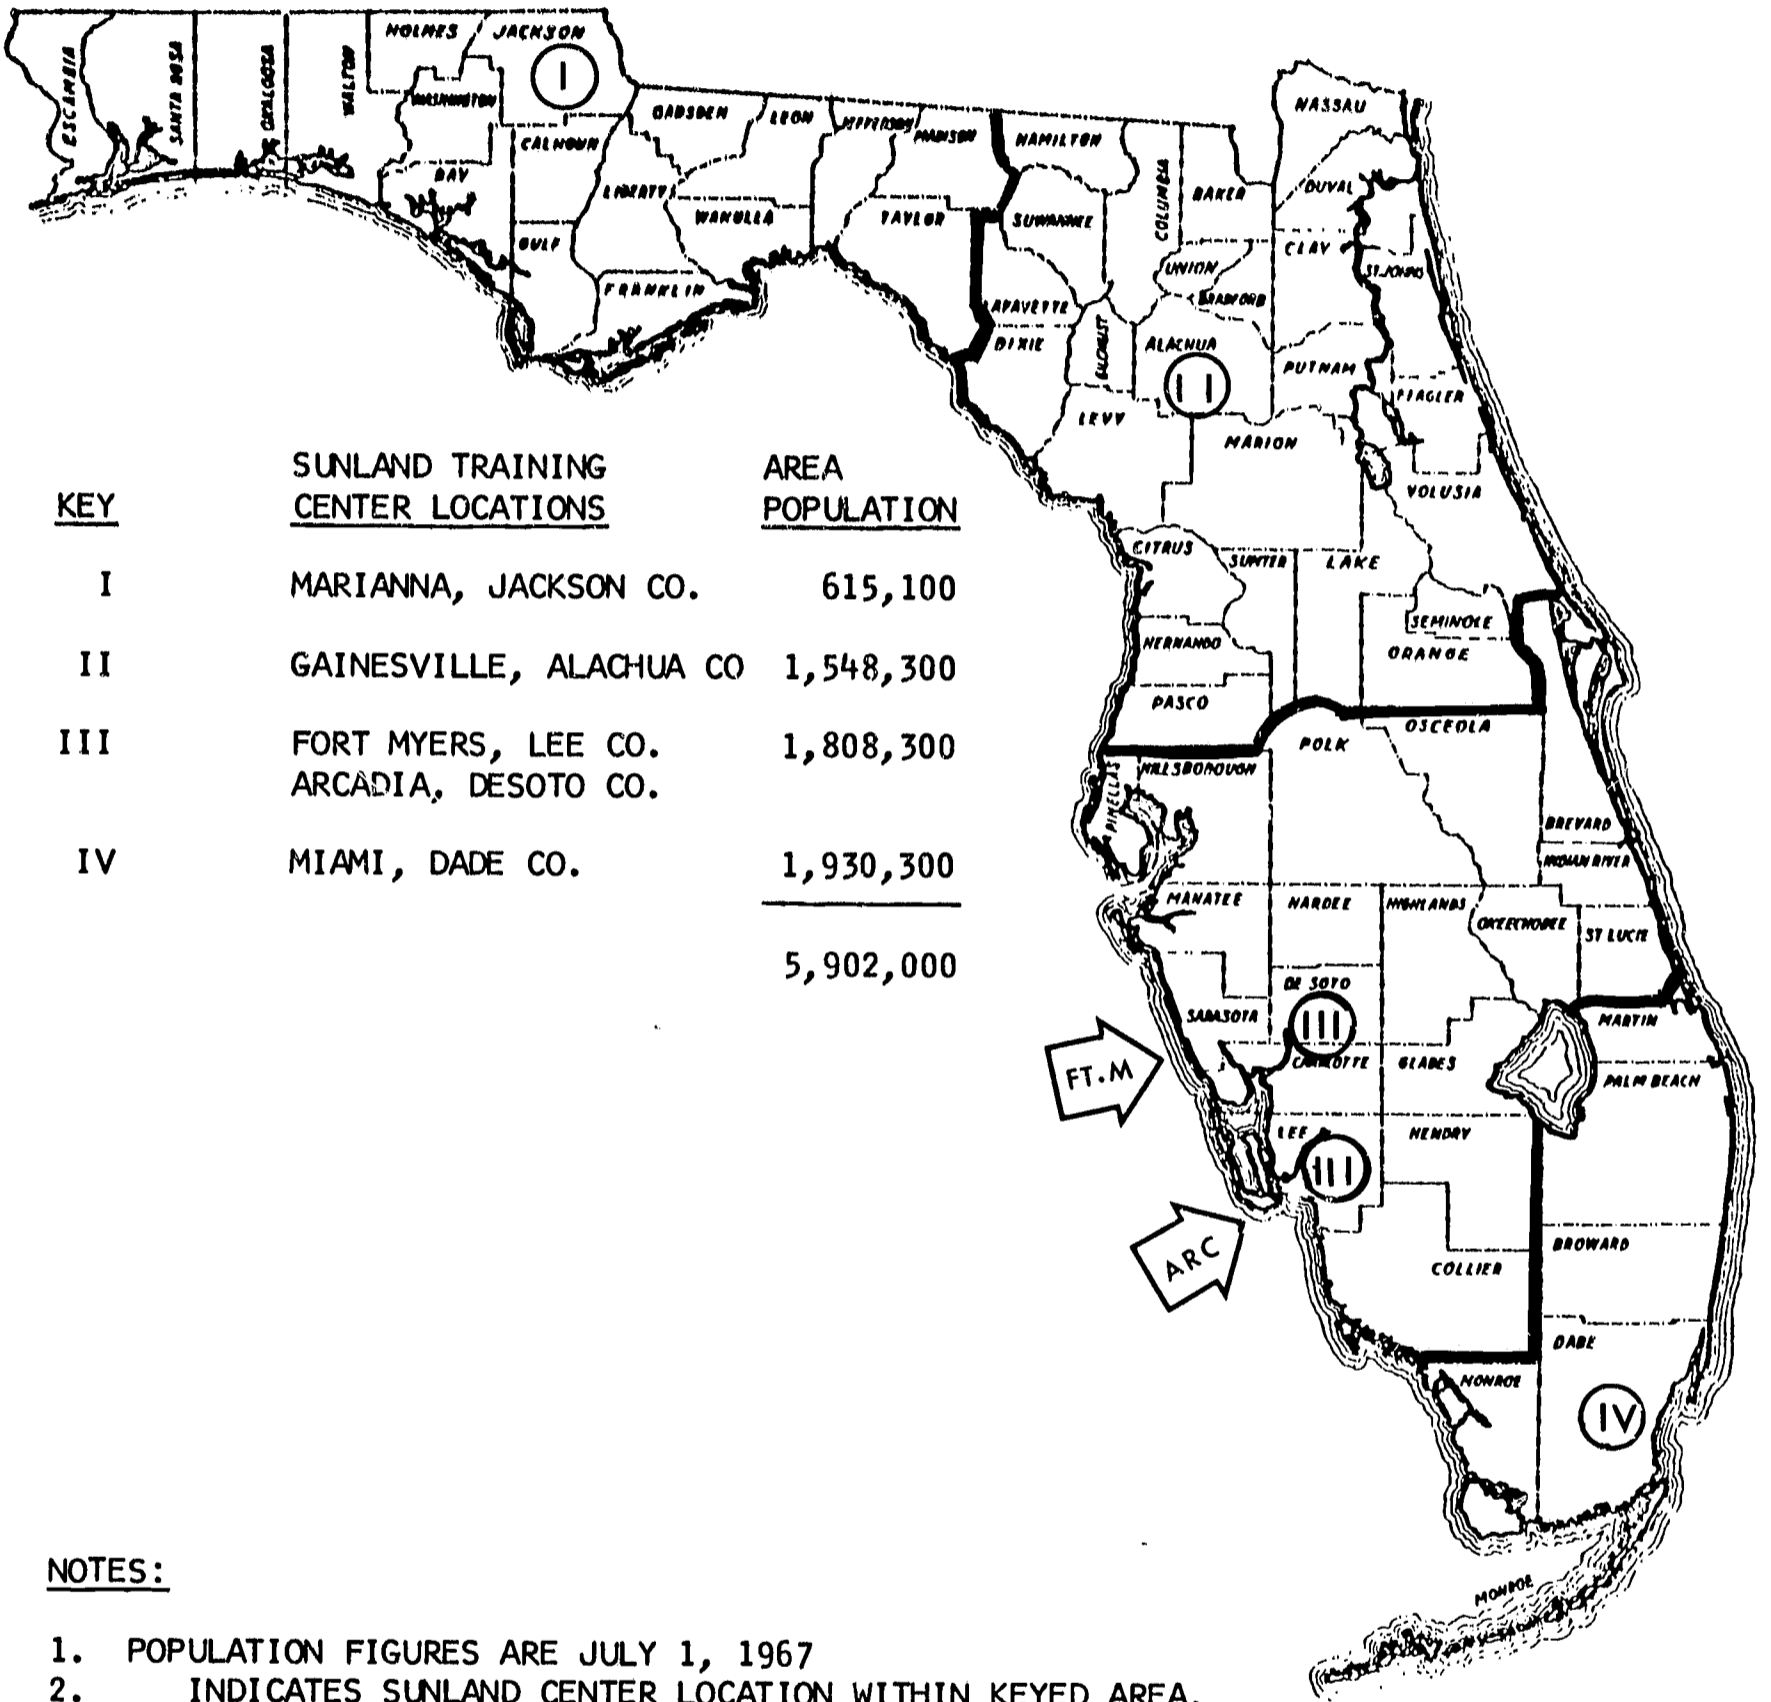 HOLMES
JACKSON
ESCAMBIA
SANTA ROSA
OKALOOSA
WALTON
I
WASHINGTON
GADSDEN
LEON
JEFFERSON
MADISON
HAMILTON
NASSAU
CALHOUN
BAY
LIBERTY
WAKULLA
TAYLOR
SUWANNEE
COLUMBIA
BAKER
DUVAL
GULF
CLAY
UNION
ST. JOHNS
FRANKLIN
LAFAYETTE
BRADFORD
DIXIE
GILCHRIST
ALACHUA
II
PUTNAM
FLAGLER
LEVY
MARION
VOLUSIA
CITRUS
SUMTER
LAKE
SEMINOLE
HERNANDO
ORANGE
PASCO
OSCEOLA
POLK
HILLSBOROUGH
PINELLAS
BREVARD
INDIAN RIVER
MANATEE
HARDEE
HIGHLANDS
OKEECHOBEE
ST LUCIE
DE SOTO
III
SARASOTA
MARTIN
CHARLOTTE
GLADES
PALM BEACH
FT.M
LEE
HENDRY
III
ARC
BROWARD
COLLIER
DADE
MONROE
IV
MONROE
SUNLAND TRAINING AREA
KEY CENTER LOCATIONS POPULATION
I MARIANNA, JACKSON CO. 615,100
II GAINESVILLE, ALACHUA CO 1,548,300
III FORT MYERS, LEE CO. 1,808,300
ARCADIA, DESOTO CO.
IV MIAMI, DADE CO. 1,930,300
5,902,000
NOTES:
1. POPULATION FIGURES ARE JULY 1, 1967
2. INDICATES SUNLAND CENTER LOCATION WITHIN KEYED AREA.